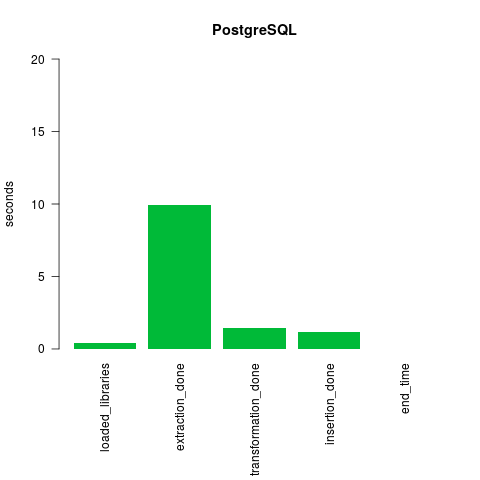 PostgreSQL
seconds
20
15
10
5
0
loaded_libraries
extraction_done
transformation_done
insertion_done
end_time